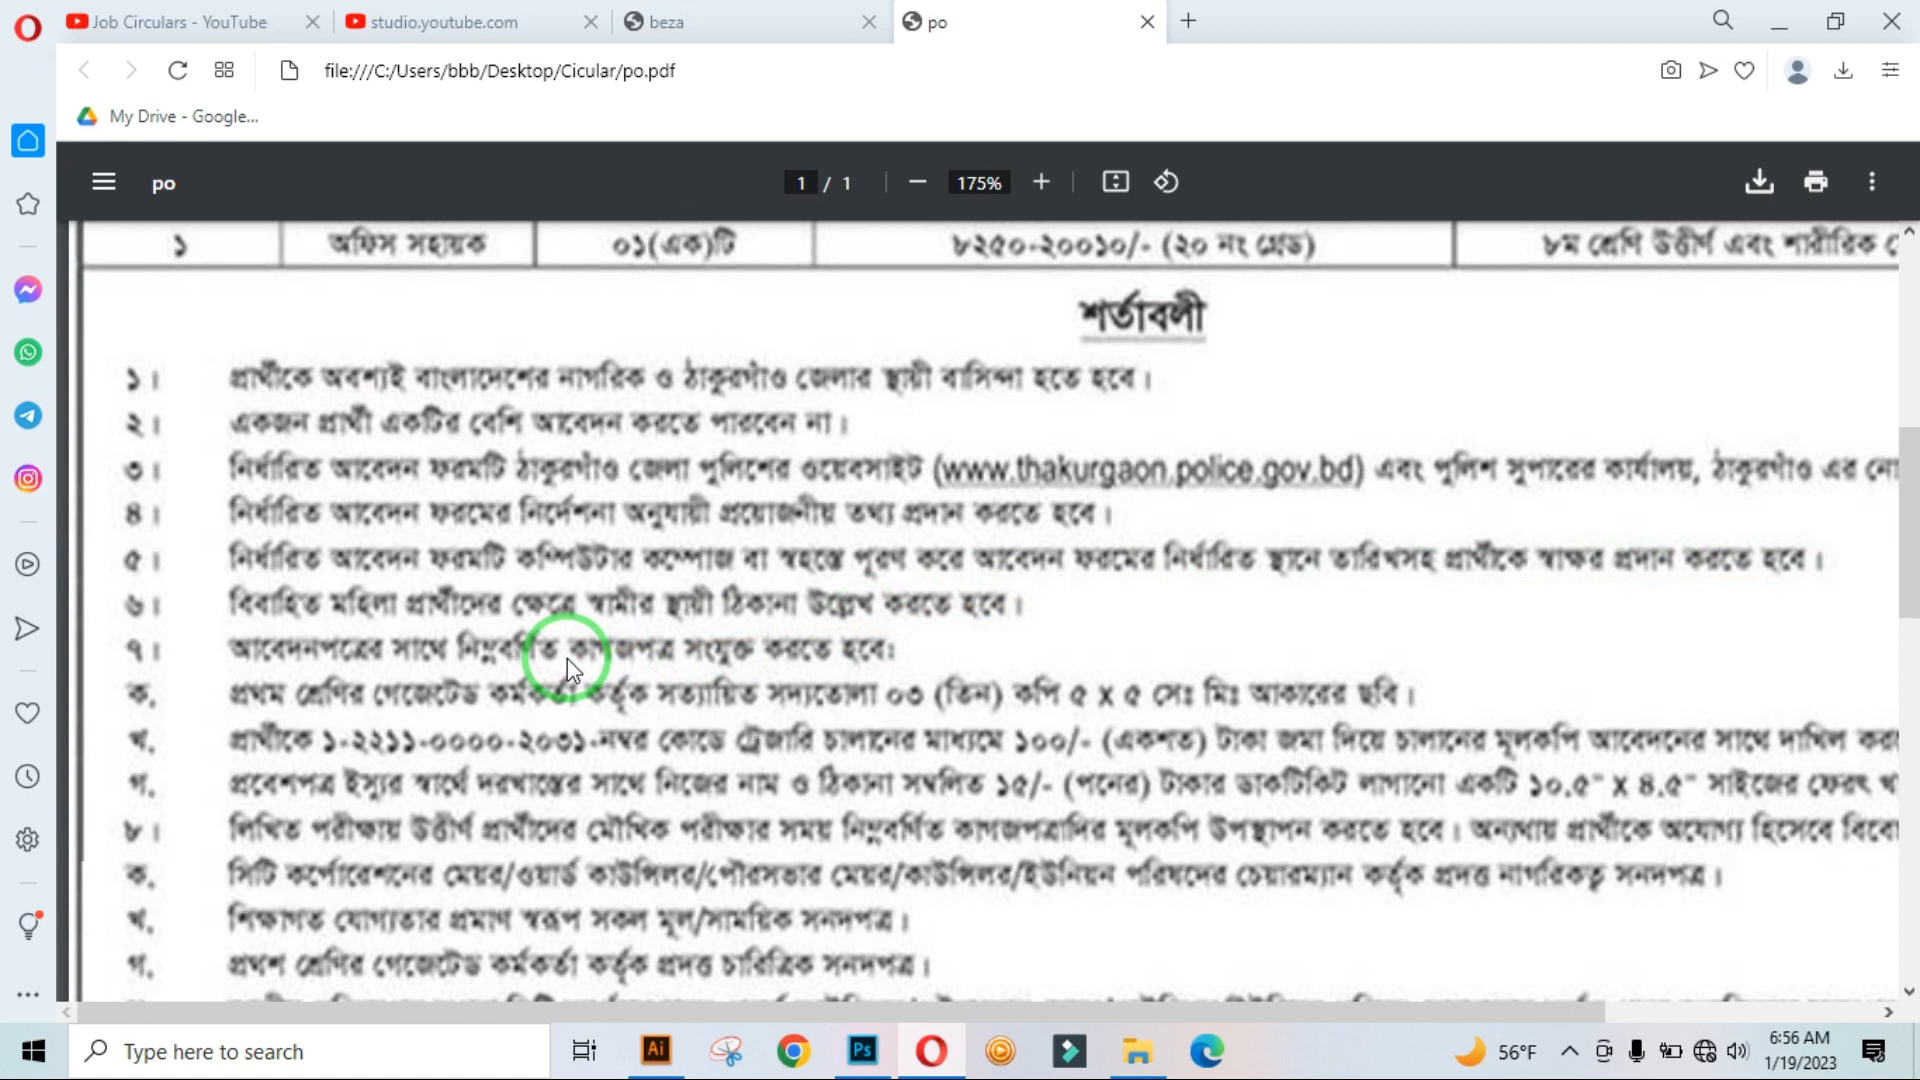 Job Circulars - YouTube
studio.youtube.com
beza
po
file:///C:/Users/bbb/Desktop/Cicular/po.pdf
My Drive - Google...
po
1 / 1
175%
১ অফিস সহায়ক ০১(এক)টি ৮২৫০-২০০১০/- (২০ নং গ্রেড) ৮ম শ্রেণি উত্তীর্ণ এবং শারীরিক
শর্তাবলী
১। প্রার্থীকে অবশ্যই বাংলাদেশের নাগরিক ও ঠাকুরগাঁও জেলার স্থায়ী বাসিন্দা হতে হবে।
২। একজন প্রার্থী একটির বেশি আবেদন করতে পারবেন না।
৩। নির্ধারিত আবেদন ফরমটি ঠাকুরগাঁও জেলা পুলিশের ওয়েবসাইট (www.thakurgaon.police.gov.bd) এবং পুলিশ সুপারের কার্যালয়, ঠাকুরগাঁও এর নো
৪। নির্ধারিত আবেদন ফরমের নির্দেশনা অনুযায়ী প্রয়োজনীয় তথ্য প্রদান করতে হবে।
৫। নির্ধারিত আবেদন ফরমটি কম্পিউটার কম্পোজ বা স্বহস্তে পূরণ করে আবেদন ফরমের নির্ধারিত স্থানে তারিখসহ প্রার্থীকে স্বাক্ষর প্রদান করতে হবে।
৬। বিবাহিত মহিলা প্রার্থীদের ক্ষেত্রে স্বামীর স্থায়ী ঠিকানা উল্লেখ করতে হবে।
৭। আবেদনপত্রের সাথে নিম্নবর্ণিত কাগজপত্র সংযুক্ত করতে হবেঃ
ক. প্রথম শ্রেণির গেজেটেড কর্মকর্তা কর্তৃক সত্যায়িত সদ্যতোলা ০৩ (তিন) কপি ৫ X ৫ সেঃ মিঃ আকারের ছবি।
খ. প্রার্থীকে ১-২২১১-০০০০-২০৩১-নম্বর কোডে ট্রেজারি চালানের মাধ্যমে ১০০/- (একশত) টাকা জমা দিয়ে চালানের মূলকপি আবেদনের সাথে দাখিল কর
গ. প্রবেশপত্র ইস্যুর স্বার্থে দরখাস্তের সাথে নিজের নাম ও ঠিকানা সম্বলিত ১৫/- (পনের) টাকার ডাকটিকিট লাগানো একটি ১০.৫" X ৪.৫" সাইজের ফেরৎ খ
৮। লিখিত পরীক্ষায় উত্তীর্ণ প্রার্থীদের মৌখিক পরীক্ষার সময় নিম্নবর্ণিত কাগজপত্রাদির মূলকপি উপস্থাপন করতে হবে। অন্যথায় প্রার্থীকে অযোগ্য হিসেবে বিবে
ক. সিটি কর্পোরেশনের মেয়র/ওয়ার্ড কাউন্সিলর/পৌরসভার মেয়র/কাউন্সিলর/ইউনিয়ন পরিষদের চেয়ারম্যান কর্তৃক প্রদত্ত নাগরিকত্ব সনদপত্র।
খ. শিক্ষাগত যোগ্যতার প্রমাণ স্বরূপ সকল মূল/সাময়িক সনদপত্র।
গ. প্রথশ শ্রেণির গেজেটেড কর্মকর্তা কর্তৃক প্রদত্ত চারিত্রিক সনদপত্র।
Type here to search
Ai
Ps
56°F
6:56 AM
1/19/2023